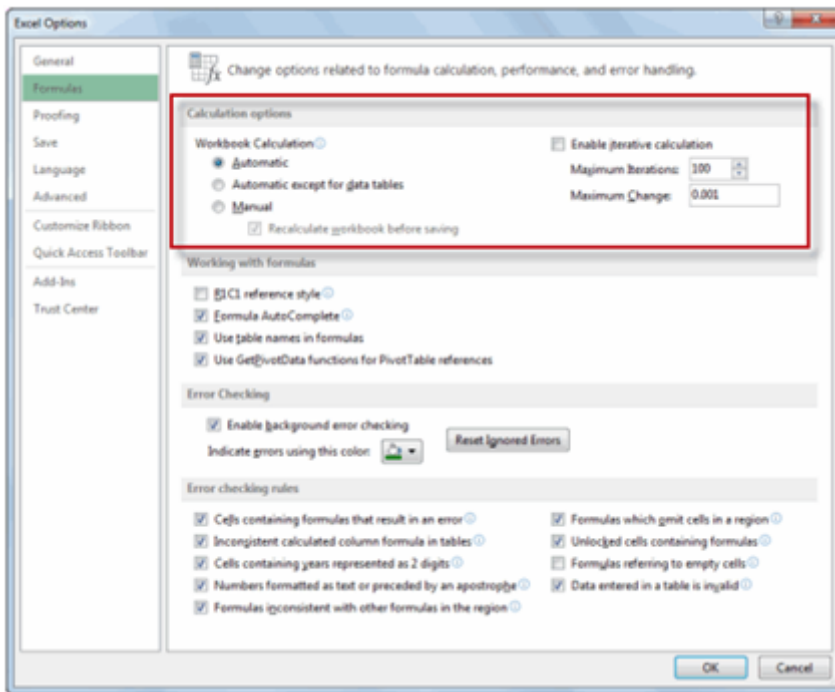 Excel Options
General
Formulas
Proofing
Save
Language
Advanced
Customize Ribbon
Quick Access Toolbar
Add-Ins
Trust Center
fx Change options related to formula calculation, performance, and error handling.
Calculation options
Workbook Calculation
Automatic
Automatic except for data tables
Manual
Recalculate workbook before saving
Enable iterative calculation
Maximum Iterations: 100
Maximum Change: 0.001
Working with formulas
R1C1 reference style
Formula AutoComplete
Use table names in formulas
Use GetPivotData functions for PivotTable references
Error Checking
Enable background error checking
Indicate errors using this color:
Reset Ignored Errors
Error checking rules
Cells containing formulas that result in an error
Inconsistent calculated column formula in tables
Cells containing years represented as 2 digits
Numbers formatted as text or preceded by an apostrophe
Formulas inconsistent with other formulas in the region
Formulas which omit cells in a region
Unlocked cells containing formulas
Formulas referring to empty cells
Data entered in a table is invalid
OK
Cancel